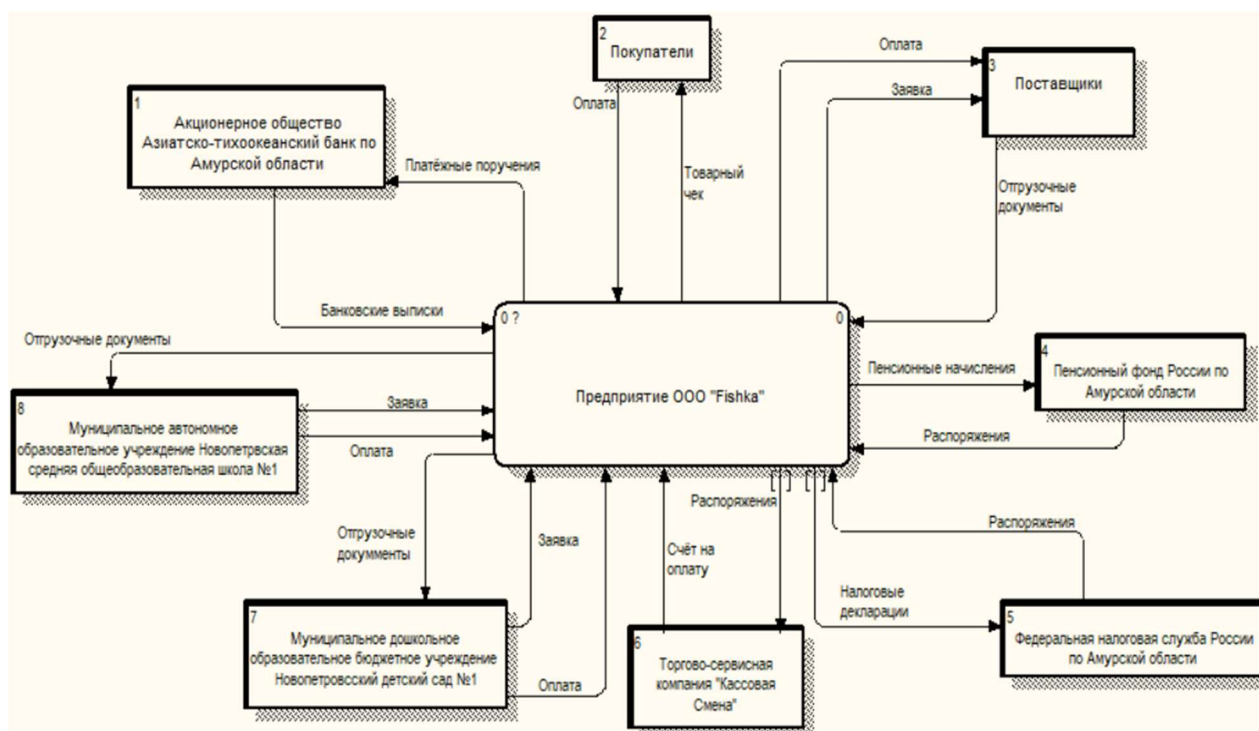 2
Покупатели
Оплата
3
Поставщики
Оплата
Заявка
1
Акционерное общество
Азиатско-тихоокеанский банк по
Амурской области
Платёжные поручения
Товарный
чек
Отгрузочные
документы
Банковские выписки
0 ?
0
Предприятие ООО "Fishka"
Отгрузочные документы
4
Пенсионный фонд России по
Амурской области
Пенсионные начисления
Распоряжения
8
Муниципальное автономное
образовательное учреждение Новопетрвская
средняя общеобразовательная школа №1
Заявка
Оплата
Отгрузочные
докумменты
Заявка
Счёт на
оплату
Распоряжения
Распоряжения
Налоговые
декларации
7
Муниципальное дошкольное
образовательное бюджетное учреждение
Новопетровсский детский сад №1
Оплата
6
Торгово-сервисная
компания "Кассовая
Смена"
5
Федеральная налоговая служба России
по Амурской области